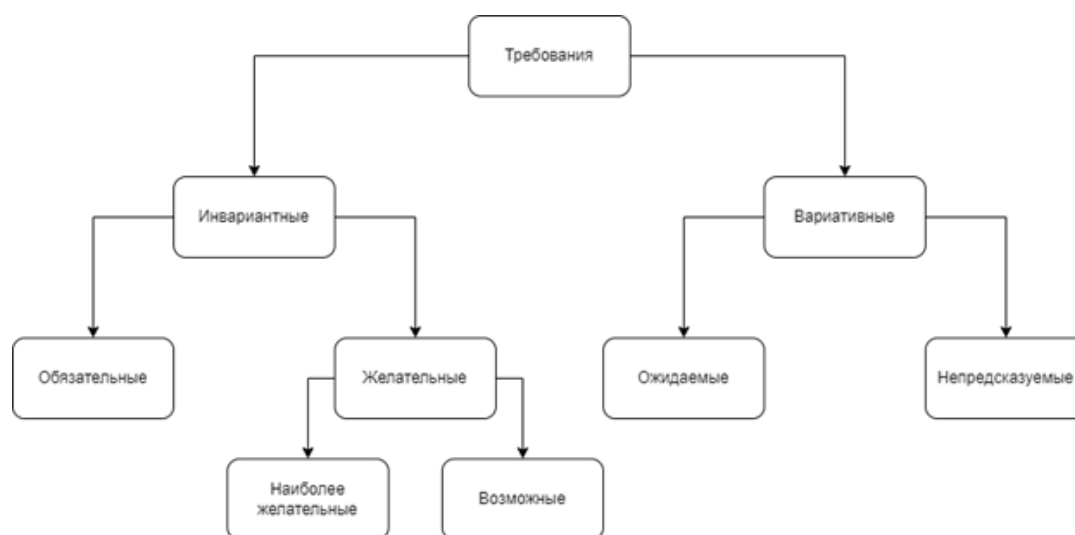 Требования
Инвариантные
Вариативные
Обязательные
Желательные
Ожидаемые
Непредсказуемые
Наиболее
желательные
Возможные